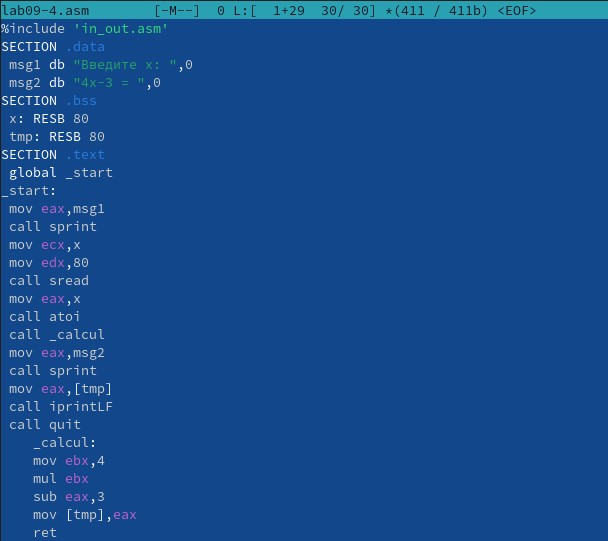 lab09-4.asm [-M--] 0 L:[ 1+29 30/ 30] *(411 / 411b) <EOF>
%include 'in_out.asm'
SECTION .data
 msg1 db "Введите x: ",0
 msg2 db "4x-3 = ",0
SECTION .bss
 x: RESB 80
 tmp: RESB 80
SECTION .text
 global _start
_start:
 mov eax,msg1
 call sprint
 mov ecx,x
 mov edx,80
 call sread
 mov eax,x
 call atoi
 call _calcul
 mov eax,msg2
 call sprint
 mov eax,[tmp]
 call iprintLF
 call quit
    _calcul:
    mov ebx,4
    mul ebx
    sub eax,3
    mov [tmp],eax
    ret